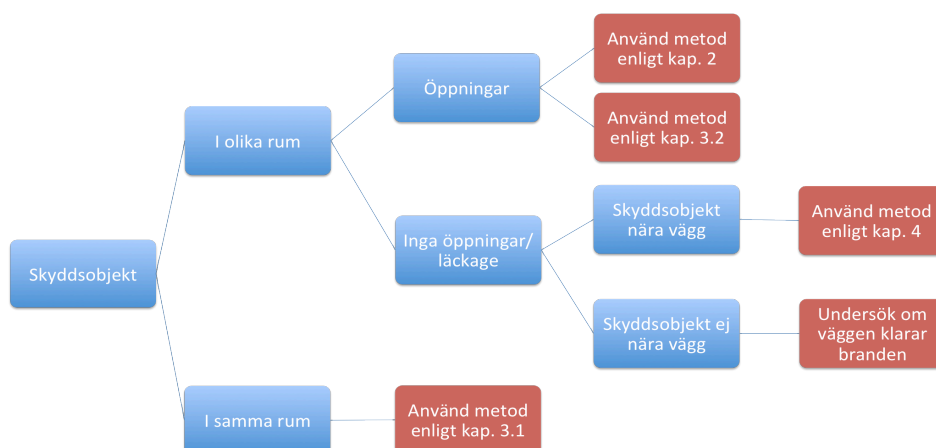 Skyddsobjekt
I olika rum
Öppningar
Använd metod
enligt kap. 2
Använd metod
enligt kap. 3.2
Inga öppningar/
läckage
Skyddsobjekt
nära vägg
Använd metod
enligt kap. 4
Skyddsobjekt ej
nära vägg
Undersök om
väggen klarar
branden
I samma rum
Använd metod
enligt kap. 3.1